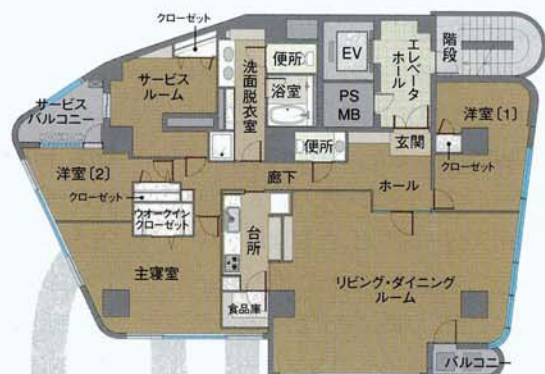 クローゼット
サービス
ルーム
洗面脱衣室
便所
浴室
EV
PS
MB
エレベータ
ホール
階段
サービス
バルコニー
洋室〔1〕
クローゼット
便所
玄関
洋室〔2〕
クローゼット
廊下
ホール
ウオークイン
クローゼット
台所
主寝室
食品庫
リビング・ダイニング
ルーム
バルコニー